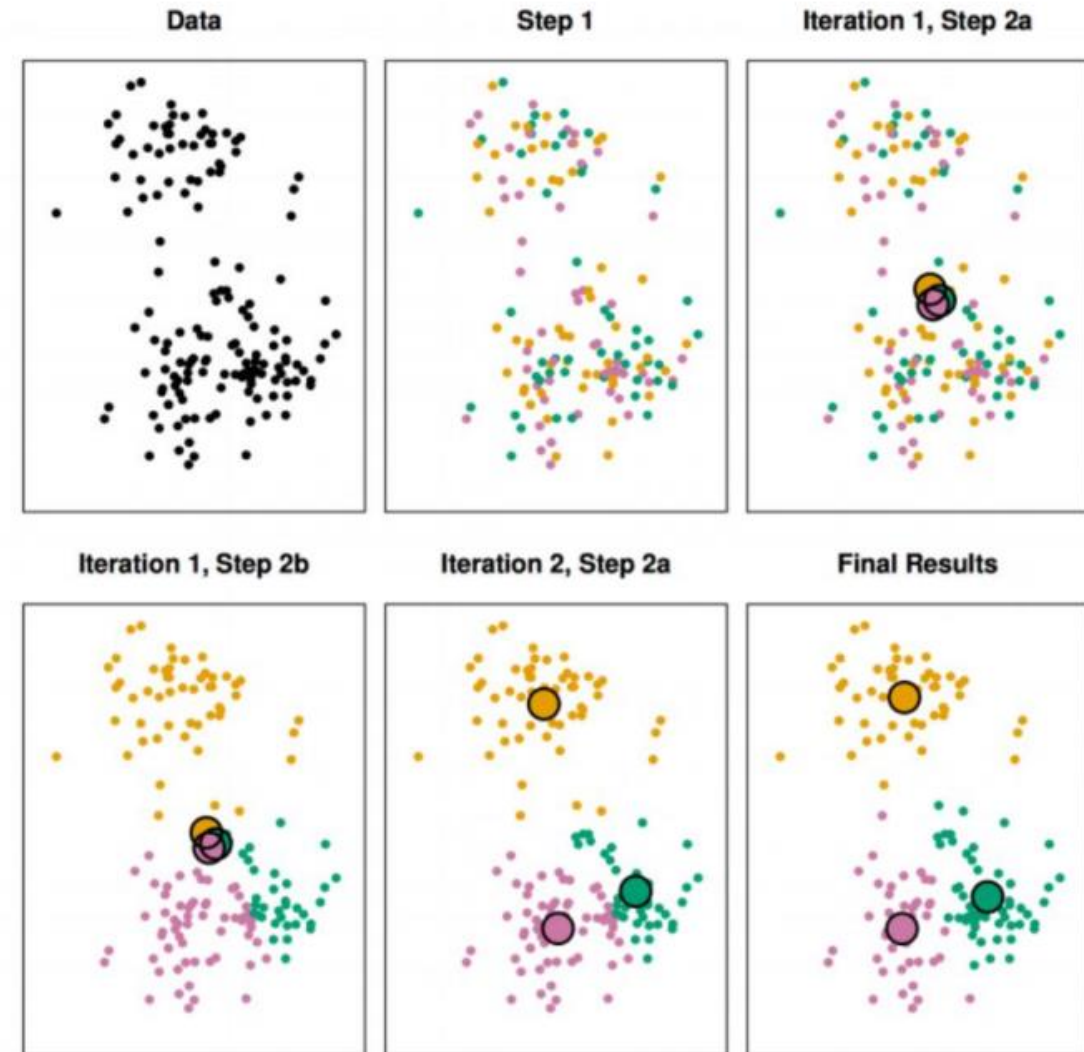 Data
Step 1
Iteration 1, Step 2a
Iteration 1, Step 2b
Iteration 2, Step 2a
Final Results